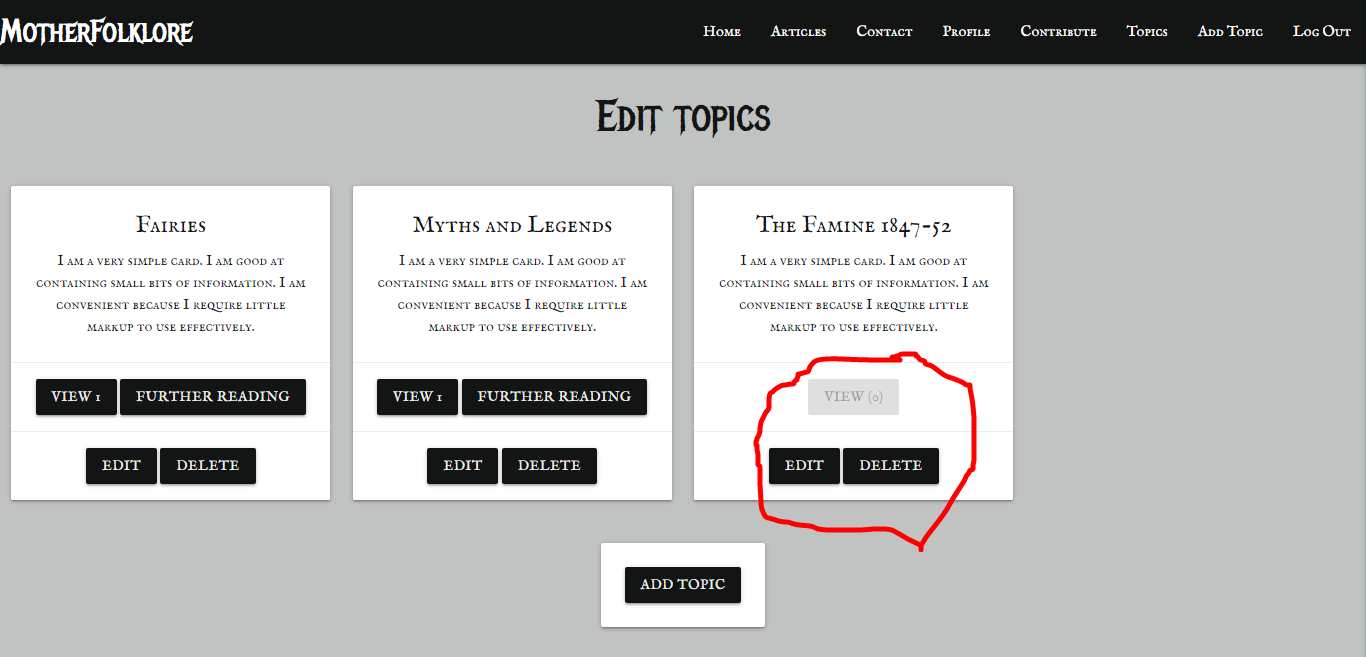 MotherFolklore
Home Articles Contact Profile Contribute Topics Add Topic Log Out
Edit topics
Fairies
I am a very simple card. I am good at
containing small bits of information. I am
convenient because I require little
markup to use effectively.
VIEW 1 FURTHER READING
EDIT DELETE
Myths and Legends
I am a very simple card. I am good at
containing small bits of information. I am
convenient because I require little
markup to use effectively.
VIEW 1 FURTHER READING
EDIT DELETE
The Famine 1847-52
I am a very simple card. I am good at
containing small bits of information. I am
convenient because I require little
markup to use effectively.
VIEW (0)
EDIT DELETE
ADD TOPIC